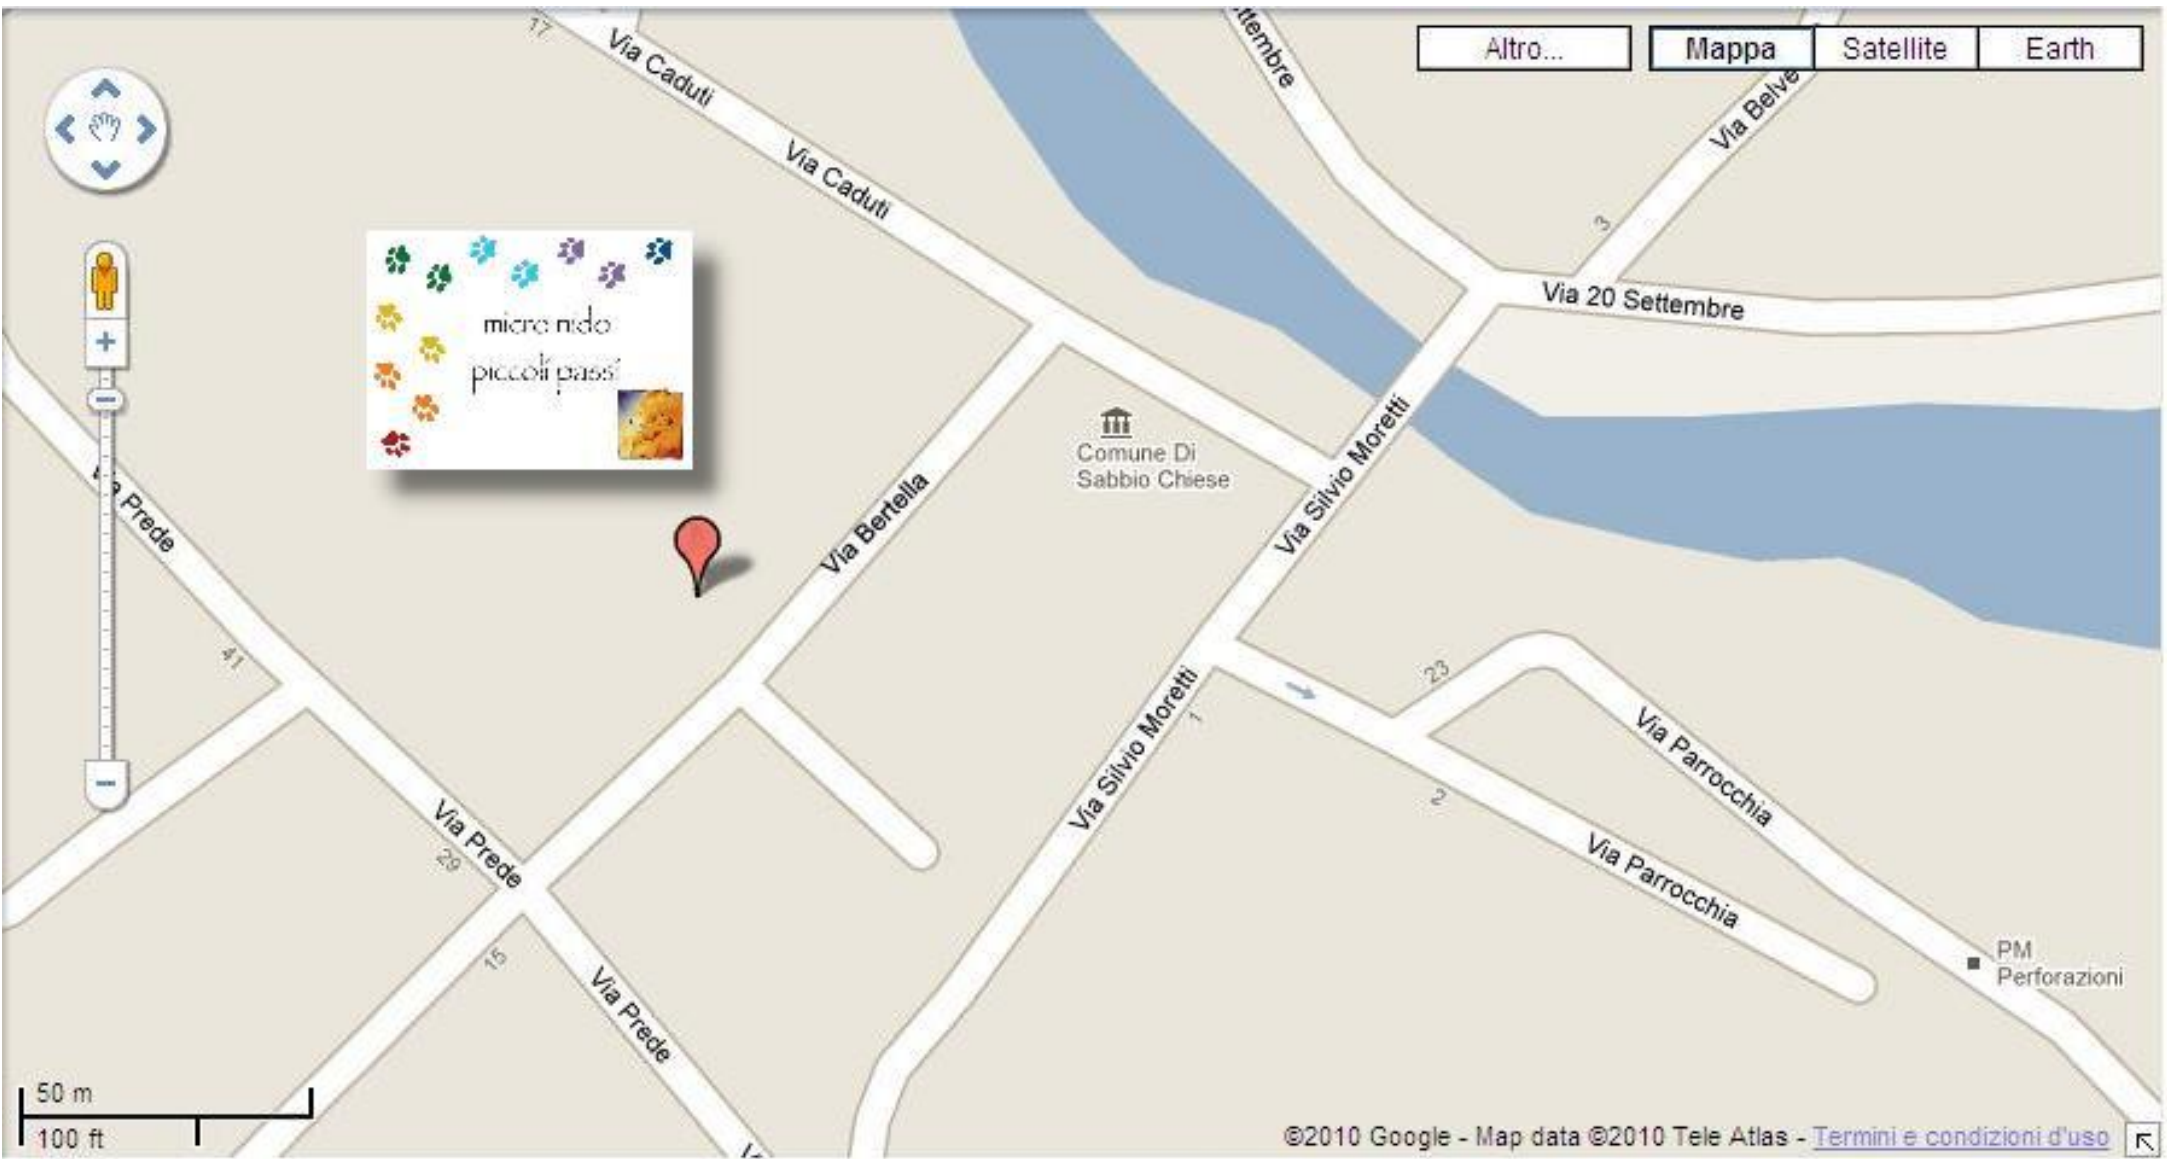 17
Via Caduti
Via Caduti
ttembre
Altro...
Mappa
Satellite
Earth
Via Belve
3
Via 20 Settembre
micro nido
piccoli passi
Comune Di
Sabbio Chiese
Via Silvio Moretti
Via Bertella
Via Prede
41
23
Via Silvio Moretti
1
Via Parrocchia
2
Via Prede
29
Via Parrocchia
15
Via Prede
PM
Perforazioni
50 m
100 ft
©2010 Google - Map data ©2010 Tele Atlas - Termini e condizioni d'uso